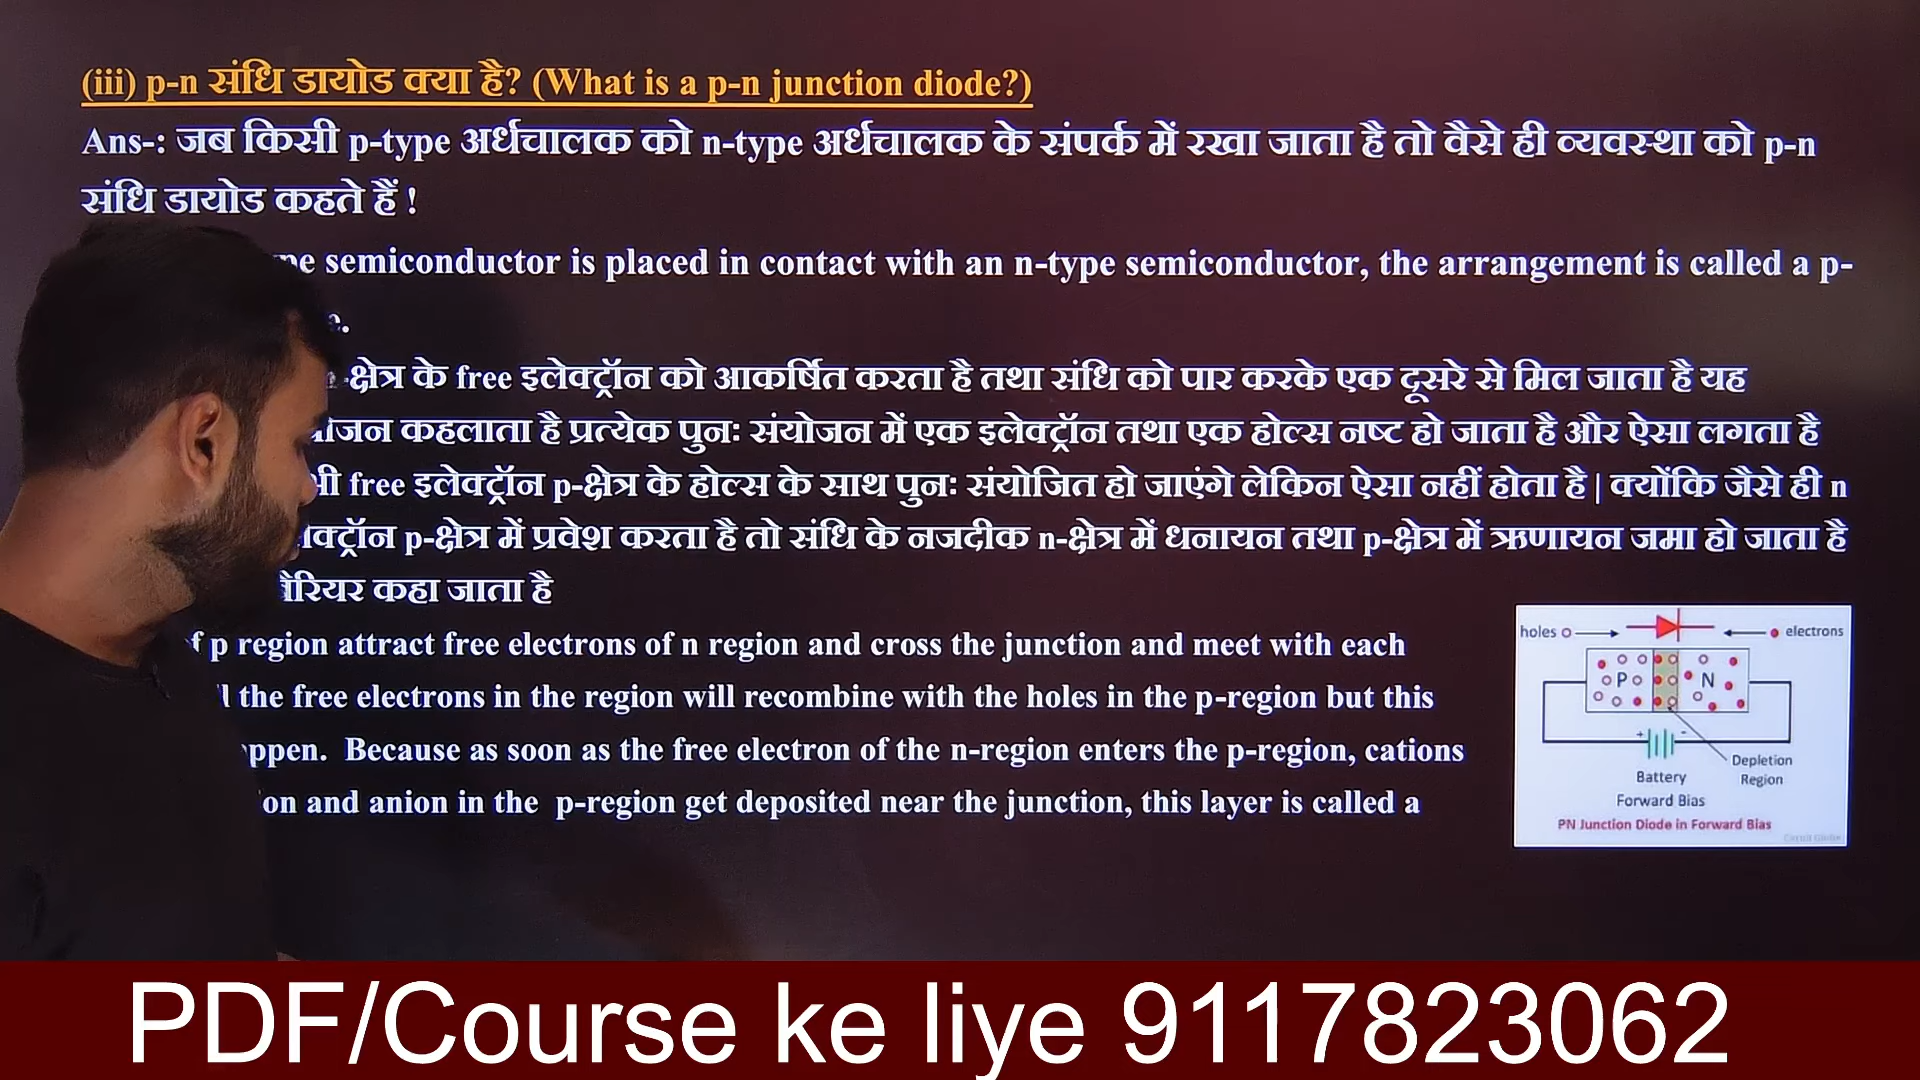 (iii) p-n संधि डायोड क्या है? (What is a p-n junction diode?)
Ans-: जब किसी p-type अर्धचालक को n-type अर्धचालक के संपर्क में रखा जाता है तो वैसे ही व्यवस्था को p-n
संधि डायोड कहते हैं !
semiconductor is placed in contact with an n-type semiconductor, the arrangement is called a p-
-क्षेत्र के free इलेक्ट्रॉन को आकर्षित करता है तथा संधि को पार करके एक दूसरे से मिल जाता है यह
कहलाता है प्रत्येक पुनः संयोजन में एक इलेक्ट्रॉन तथा एक होल्स नष्ट हो जाता है और ऐसा लगता है
free इलेक्ट्रॉन p-क्षेत्र के होल्स के साथ पुनः संयोजित हो जाएंगे लेकिन ऐसा नहीं होता है | क्योंकि जैसे ही n
p-क्षेत्र में प्रवेश करता है तो संधि के नजदीक n-क्षेत्र में धनायन तथा p-क्षेत्र में ऋणायन जमा हो जाता है
कहा जाता है
p region attract free electrons of n region and cross the junction and meet with each
the free electrons in the region will recombine with the holes in the p-region but this
Because as soon as the free electron of the n-region enters the p-region, cations
and anion in the p-region get deposited near the junction, this layer is called a
holes electrons
P N
+ -
Depletion
Region
Battery
Forward Bias
PN Junction Diode in Forward Bias
PDF/Course ke liye 9117823062